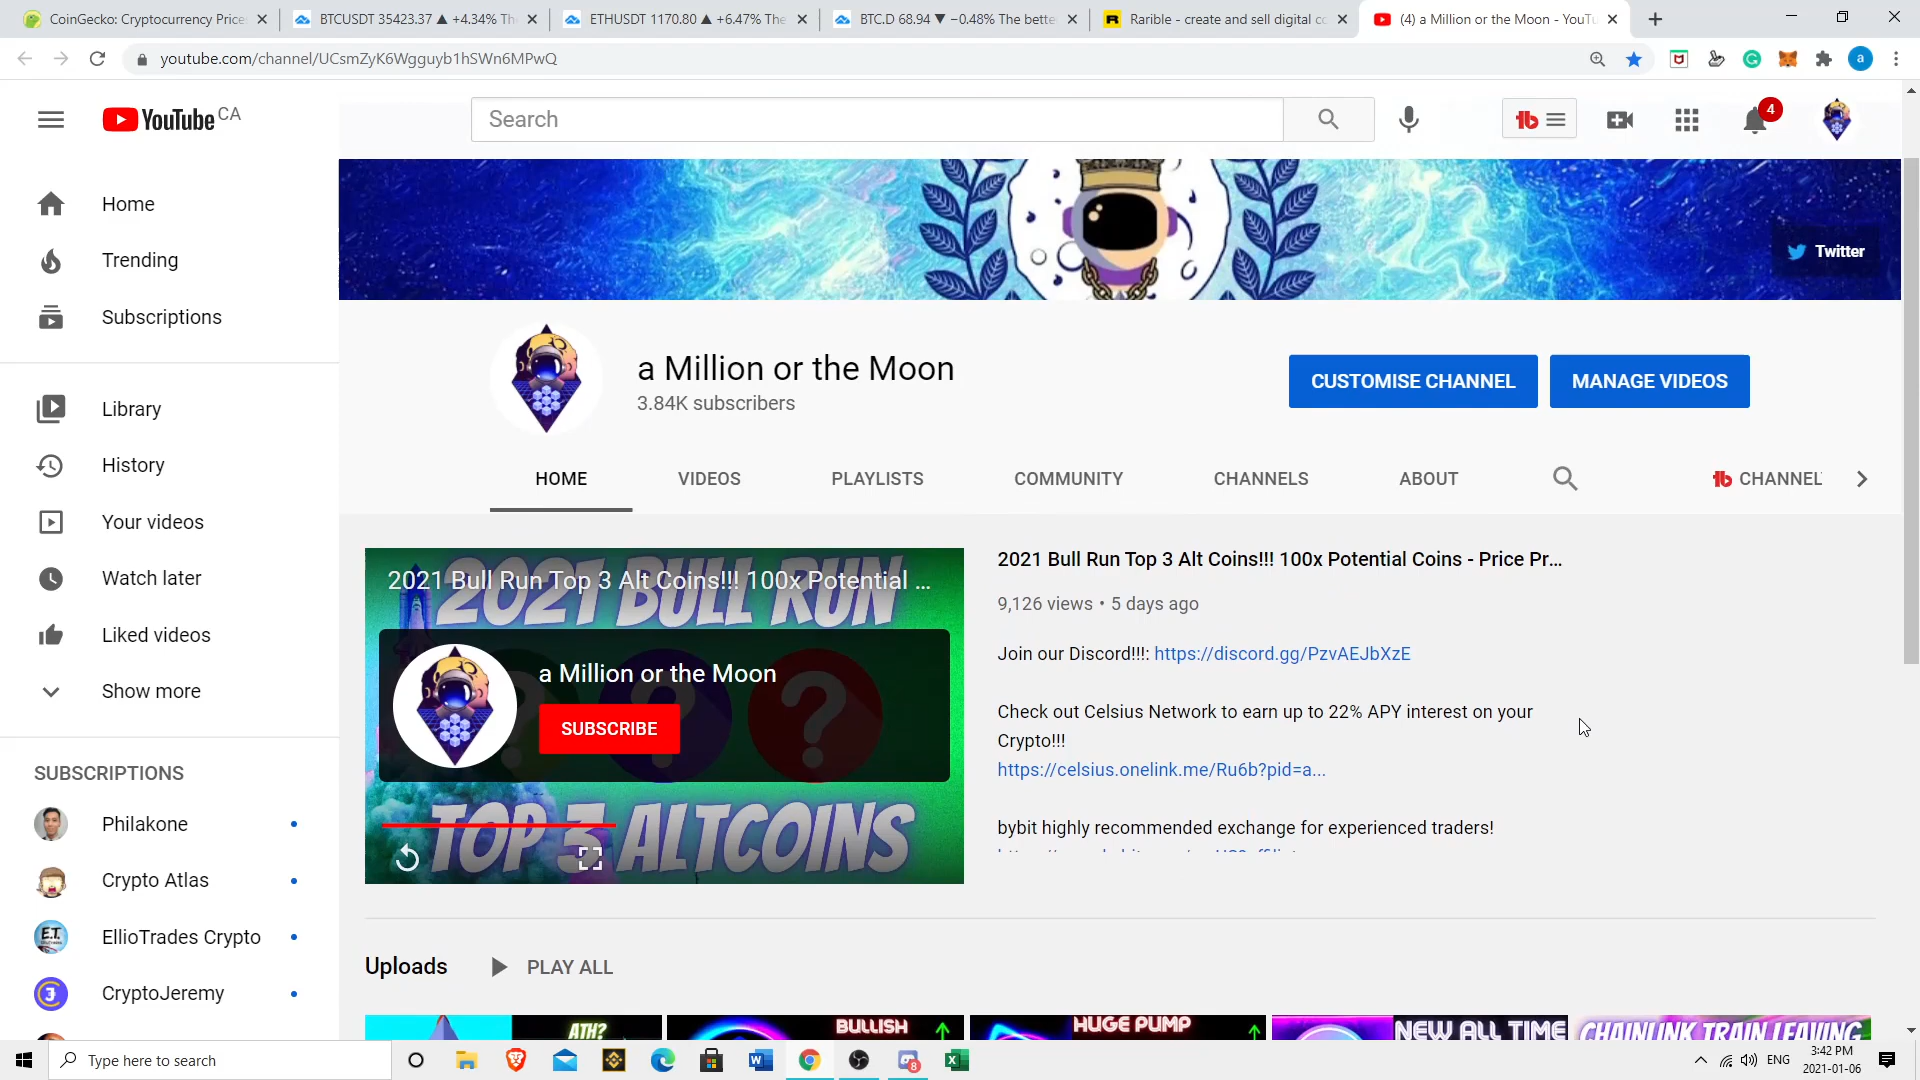 CoinGecko: Cryptocurrency Price
BTCUSDT 35423.37 ▲ +4.34% Th
ETHUSDT 1170.80 ▲ +6.47% The
BTC.D 68.94 ▼ −0.48% The bette
Rarible - create and sell digital co
(4) a Million or the Moon - YouTu
youtube.com/channel/UCsmZyK6Wgguyb1hSWn6MPwQ
a
YouTube CA
Search
4
Home
Trending
Subscriptions
Library
History
Your videos
Watch later
Liked videos
Show more
SUBSCRIPTIONS
Philakone
Crypto Atlas
E.T.
EllioTrades Crypto
CryptoJeremy
Twitter
a Million or the Moon
3.84K subscribers
CUSTOMISE CHANNEL
MANAGE VIDEOS
HOME
VIDEOS
PLAYLISTS
COMMUNITY
CHANNELS
ABOUT
CHANNEL
2021 Bull Run Top 3 Alt Coins!!! 100x Potential ...
2021 BULL RUN
a Million or the Moon
SUBSCRIBE
TOP 3 ALTCOINS
2021 Bull Run Top 3 Alt Coins!!! 100x Potential Coins - Price Pr...
9,126 views • 5 days ago
Join our Discord!!!: https://discord.gg/PzvAEJbXzE
Check out Celsius Network to earn up to 22% APY interest on your
Crypto!!!
https://celsius.onelink.me/Ru6b?pid=a...
bybit highly recommended exchange for experienced traders!
Uploads
PLAY ALL
ATH?
BULLISH
HUGE PUMP
NEW ALL TIME
CHAINLINK TRAIN LEAVING
Type here to search
8
ENG
3:42 PM
2021-01-06